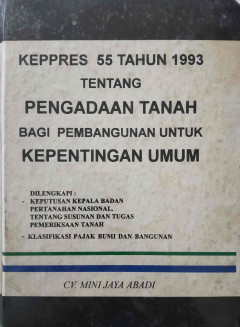 KEPPRES 55 TAHUN 1993
TENTANG
PENGADAAN TANAH
BAGI PEMBANGUNAN UNTUK
KEPENTINGAN UMUM
DILENGKAPI :
- KEPUTUSAN KEPALA BADAN
PERTANAHAN NASIONAL.
TENTANG SUSUNAN DAN TUGAS
PEMERIKSAAN TANAH
- KLASIFIKASI PAJAK BUMI DAN BANGUNAN
CV. MINI JAYA ABADI